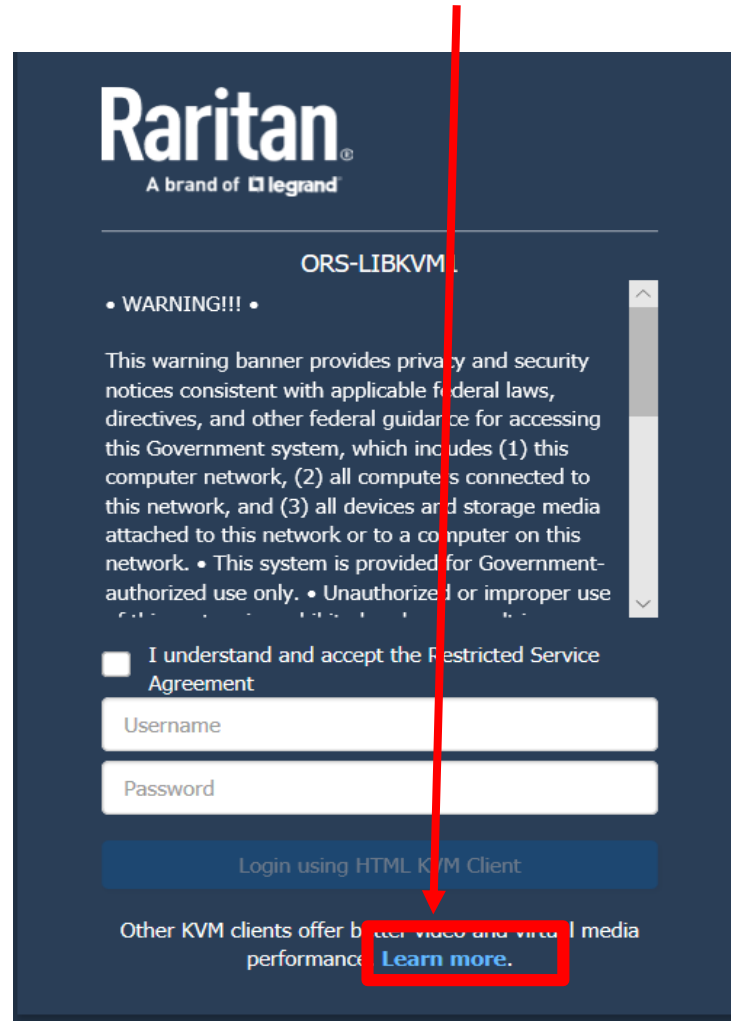 Raritan®
A brand of legrand®
ORS-LIBKVM1
• WARNING!!! •
This warning banner provides privacy and security
notices consistent with applicable federal laws,
directives, and other federal guidance for accessing
this Government system, which includes (1) this
computer network, (2) all computers connected to
this network, and (3) all devices and storage media
attached to this network or to a computer on this
network. • This system is provided for Government-
authorized use only. • Unauthorized or improper use
I understand and accept the Restricted Service
Agreement
Username
Password
Login using HTML KVM Client
Other KVM clients offer better video and virtual media
performance. Learn more.